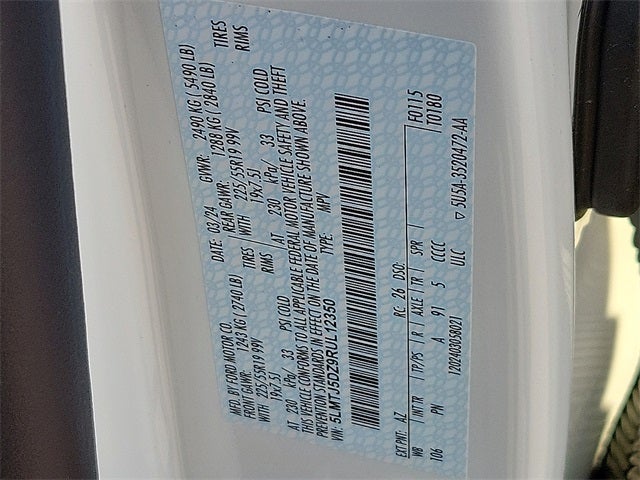 MFD. BY FORD MOTOR CO.
DATE: 03/24 GVWR: 2490 KG ( 5490 LB)
FRONT GAWR: 1243 KG (2740 LB) REAR GAWR: 1288 KG ( 2840 LB)
WITH 225/55R19 99V TIRES WITH 225/55R19 99V TIRES
19x7.5J RIMS 19x7.5J RIMS
AT 230 kPa/ 33 PSI COLD AT 230 kPa/ 33 PSI COLD
THIS VEHICLE CONFORMS TO ALL APPLICABLE FEDERAL MOTOR VEHICLE SAFETY AND THEFT
PREVENTION STANDARDS IN EFFECT ON THE DATE OF MANUFACTURE SHOWN ABOVE.
VIN: 5LMTJ5DZ9RUL12350 TYPE: MPV
EXT PNT: AZ RC: 26 DSO: F0115
WB INT TR TP/PS R AXLE TR SPR T0180
106 PN A 91 5 CCCC
1202403058021 ULC ▽ 5U5A-3520472-AA